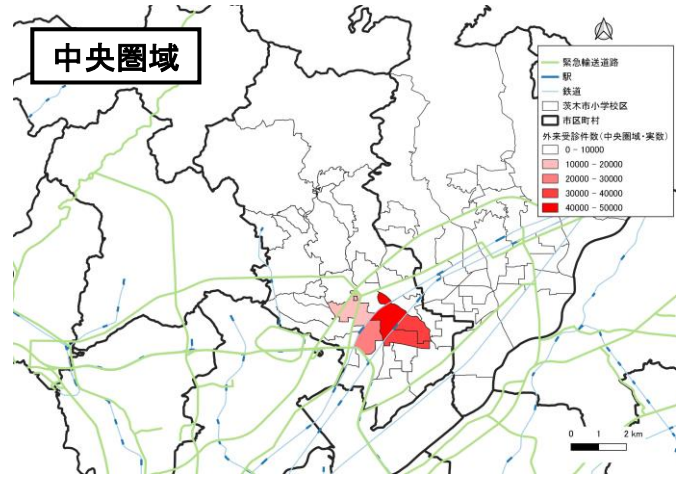 中央圏域
緊急輸送道路
駅
鉄道
茨木市小学校区
市区町村
外来受診件数(中央圏域・実数)
0 - 10000
10000 - 20000
20000 - 30000
30000 - 40000
40000 - 50000
0 1 2 km